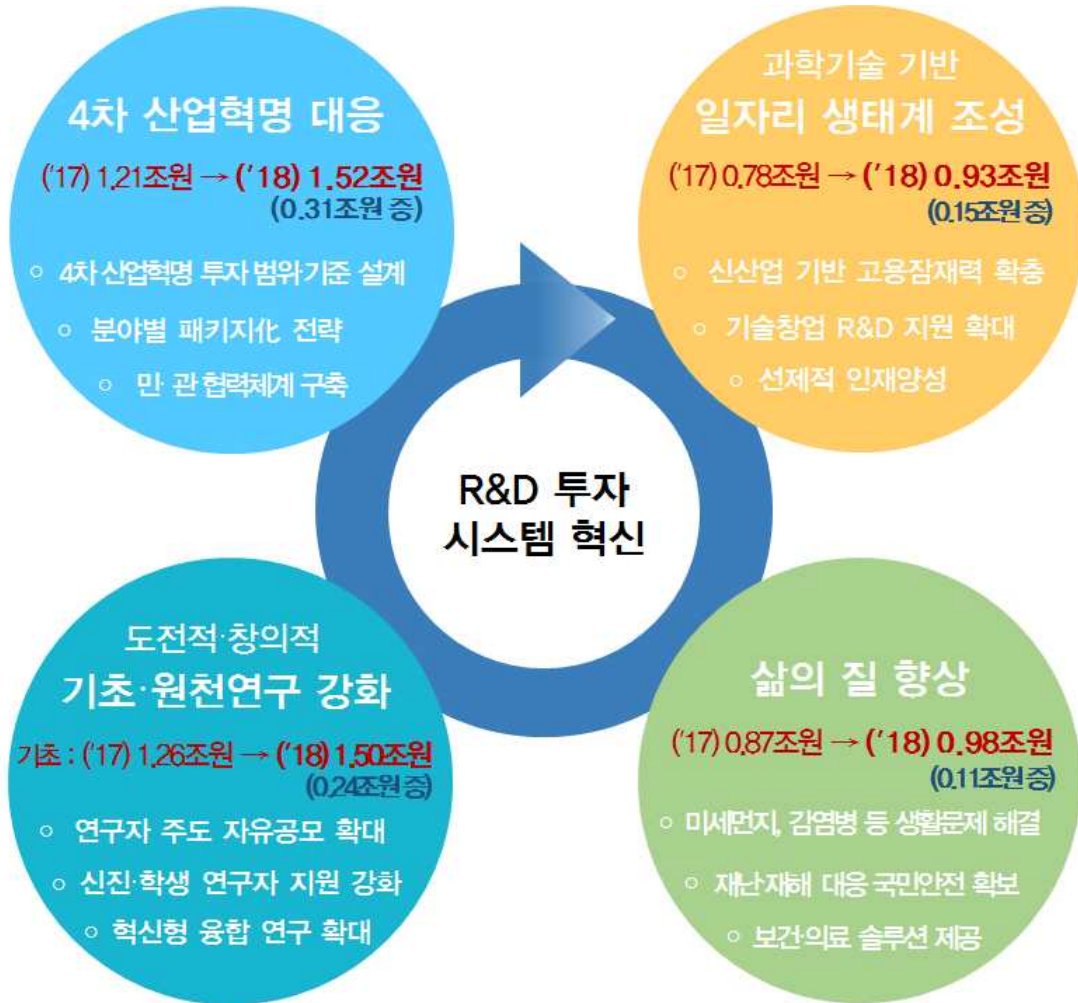 4차 산업혁명 대응
('17) 1.21조원 → ('18) 1.52조원
(0.31조원 증)
○ 4차 산업혁명 투자 범위·기준 설계
○ 분야별 패키지化 전략
○ 민·관 협력체계 구축
과학기술 기반
일자리 생태계 조성
('17) 0.78조원 → ('18) 0.93조원
(0.15조원 증)
○ 신산업 기반 고용잠재력 확충
○ 기술창업 R&D 지원 확대
○ 선제적 인재양성
R&D 투자
시스템 혁신
도전적·창의적
기초·원천연구 강화
기초 : ('17) 1.26조원 → ('18) 1.50조원
(0.24조원 증)
○ 연구자 주도 자유공모 확대
○ 신진·학생 연구자 지원 강화
○ 혁신형 융합 연구 확대
삶의 질 향상
('17) 0.87조원 → ('18) 0.98조원
(0.11조원 증)
○ 미세먼지, 감염병 등 생활문제 해결
○ 재난·재해 대응 국민안전 확보
○ 보건·의료 솔루션 제공